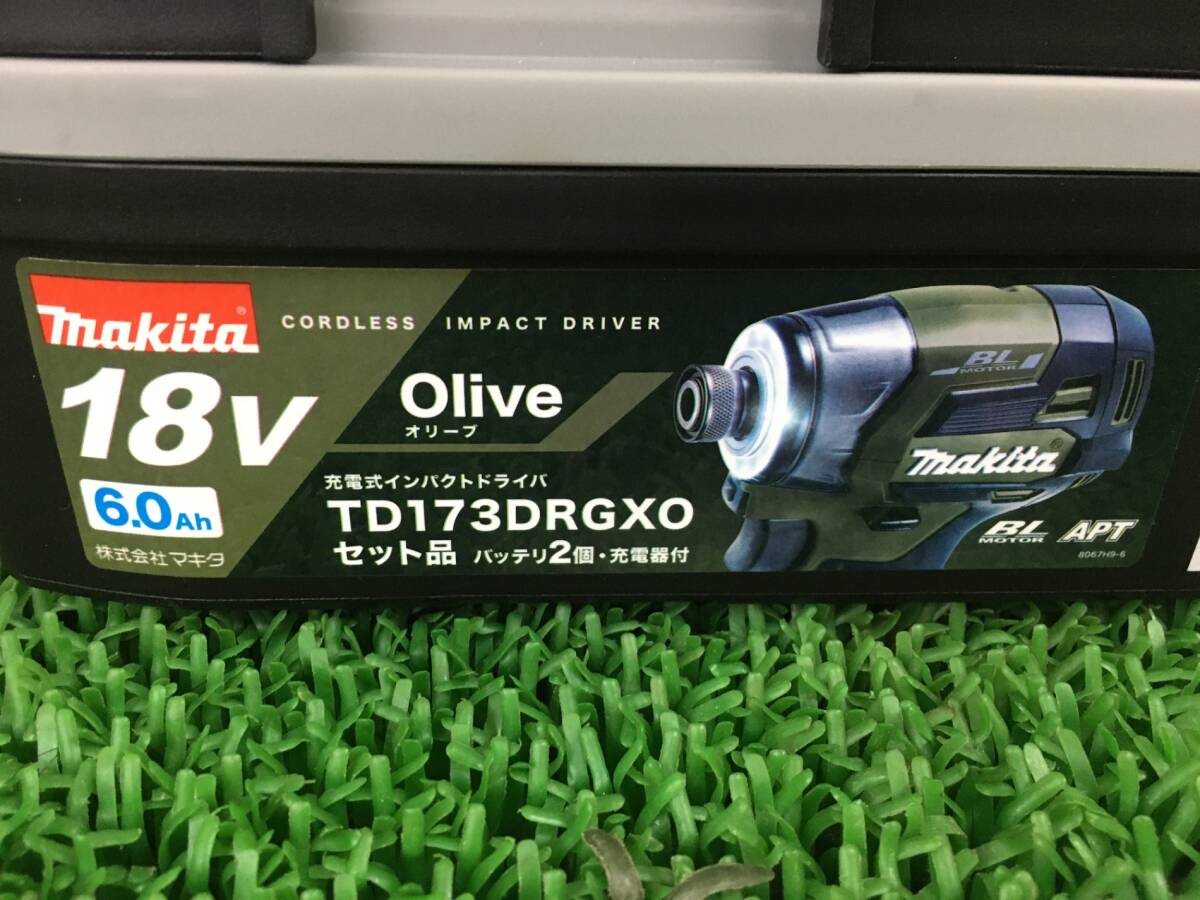 makita®
CORDLESS IMPACT DRIVER
18V
6.0Ah
株式会社マキタ
Olive
オリーブ
充電式インパクトドライバ
TD173DRGXO
セット品 バッテリ2個・充電器付
BL
MOTOR
makita®
BL
MOTOR
APT
8067H9-6